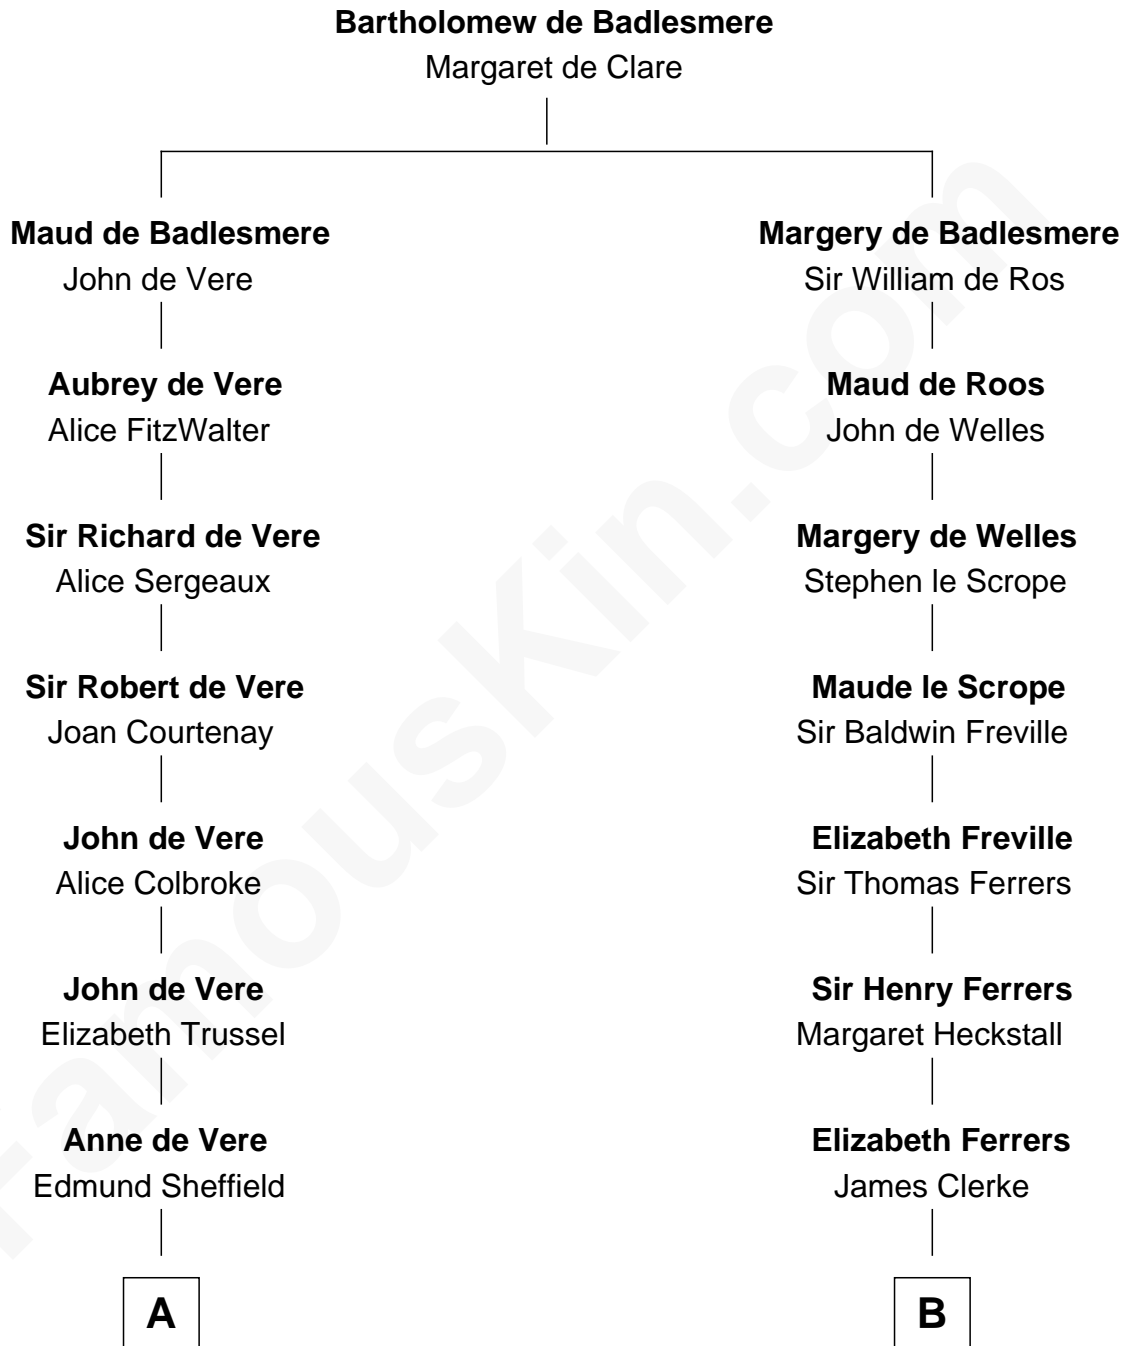 Bartholomew de Badlesmere
Margaret de Clare
Maud de Badlesmere
John de Vere
Margery de Badlesmere
Sir William de Ros
Aubrey de Vere
Alice FitzWalter
Maud de Roos
John de Welles
Sir Richard de Vere
Alice Sergeaux
Margery de Welles
Stephen le Scrope
Sir Robert de Vere
Joan Courtenay
Maude le Scrope
Sir Baldwin Freville
John de Vere
Alice Colbroke
Elizabeth Freville
Sir Thomas Ferrers
John de Vere
Elizabeth Trussel
Sir Henry Ferrers
Margaret Heckstall
Anne de Vere
Edmund Sheffield
Elizabeth Ferrers
James Clerke
A
B
FamousKin.com